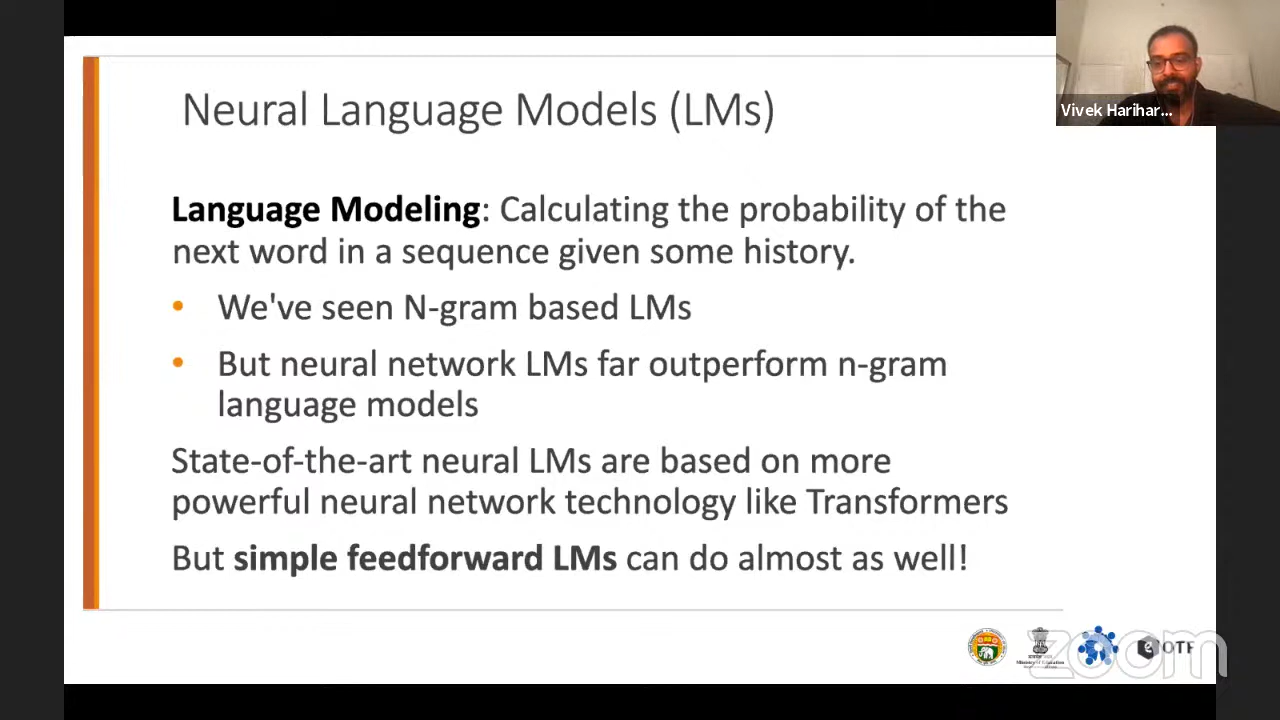 Neural Language Models (LMs)
Vivek Harihar...
Language Modeling: Calculating the probability of the
next word in a sequence given some history.
• We've seen N-gram based LMs
• But neural network LMs far outperform n-gram
language models
State-of-the-art neural LMs are based on more
powerful neural network technology like Transformers
But simple feedforward LMs can do almost as well!
zoom